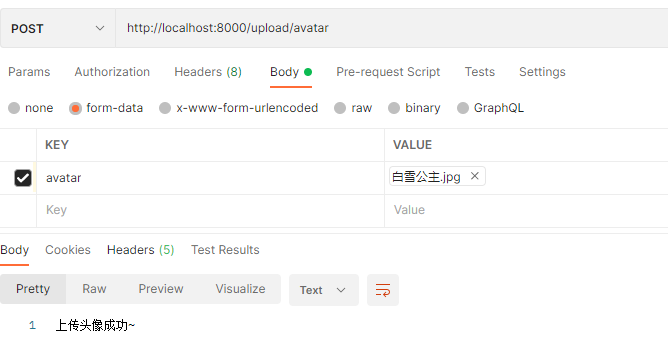 POST http://localhost:8000/upload/avatar
Params Authorization Headers (8) Body Pre-request Script Tests Settings
none form-data x-www-form-urlencoded raw binary GraphQL
KEY VALUE
avatar 白雪公主.jpg
Key Value
Body Cookies Headers (5) Test Results
Pretty Raw Preview Visualize Text
1 上传头像成功~